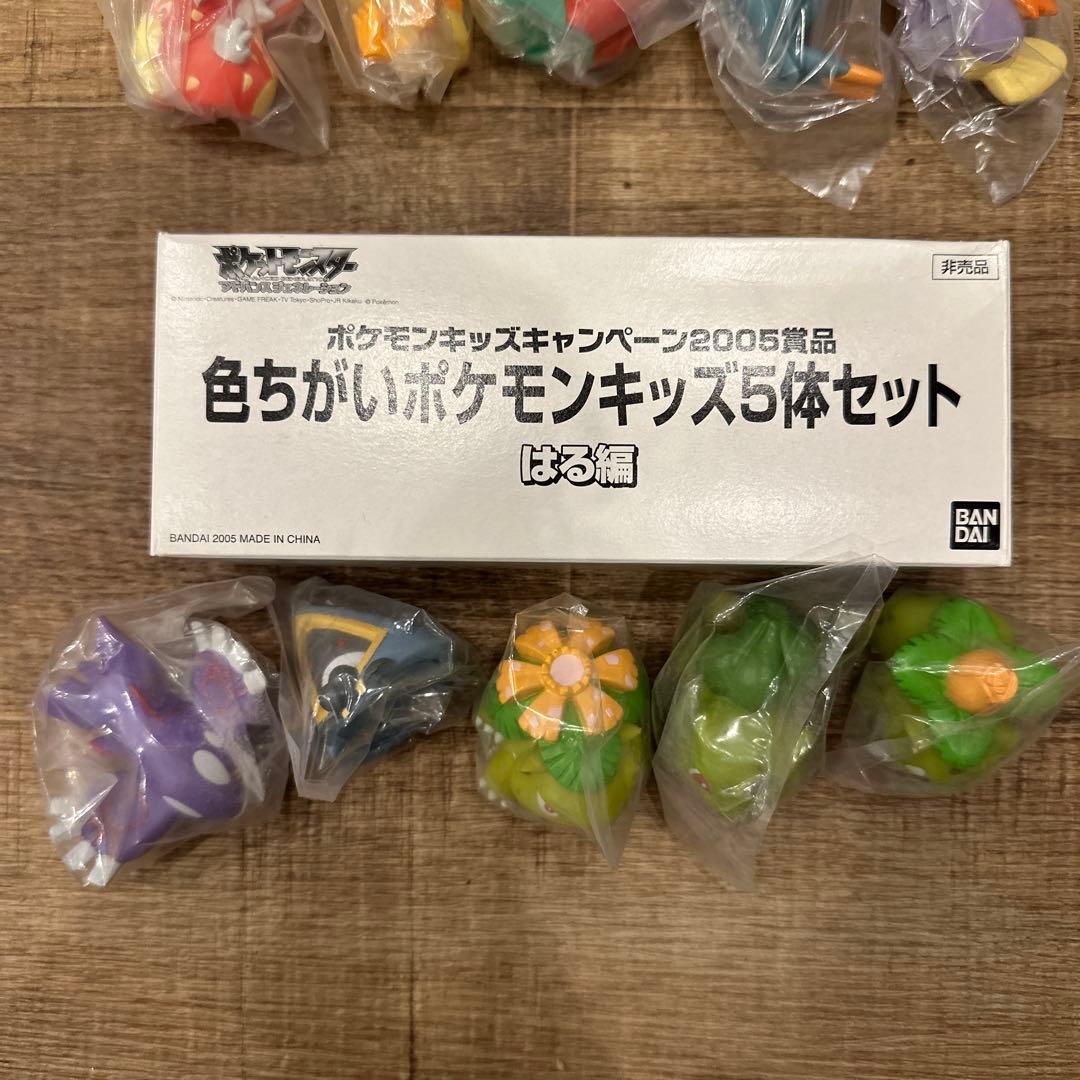 ポケットモンスター
アドバンスジェネレーション
© Nintendo・Creatures・GAME FREAK・TV Tokyo・ShoPro・JR Kikaku © Pokémon
非売品
ポケモンキッズキャンペーン2005賞品
色ちがいポケモンキッズ5体セット
はる編
BANDAI 2005 MADE IN CHINA
BAN
DAI